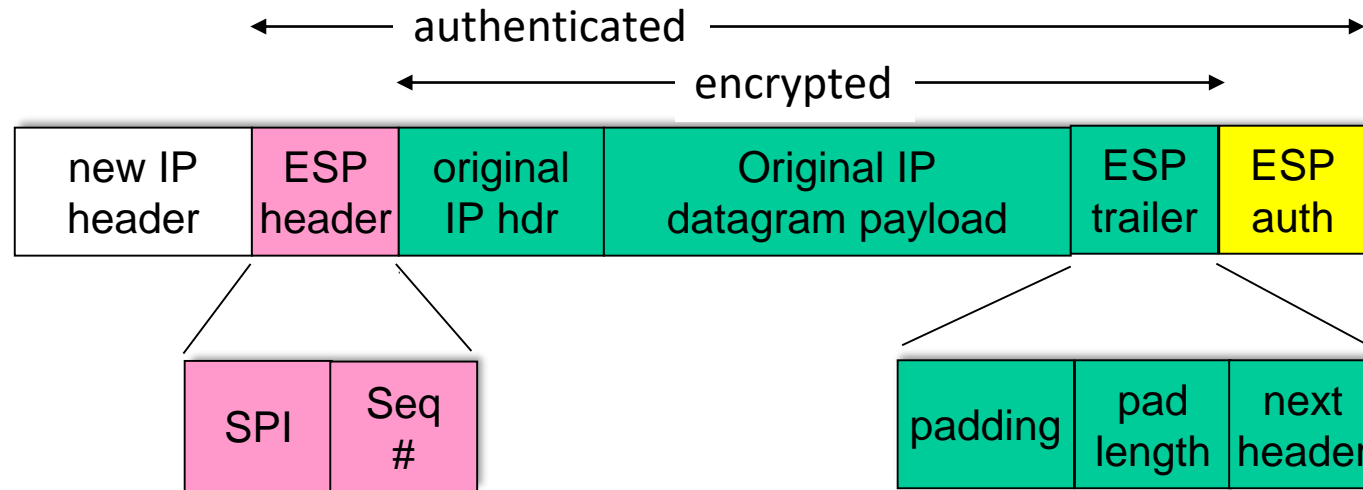 authenticated
encrypted
new IP
header
ESP
header
original
IP hdr
Original IP
datagram payload
ESP
trailer
ESP
auth
SPI
Seq
#
padding
pad
length
next
header